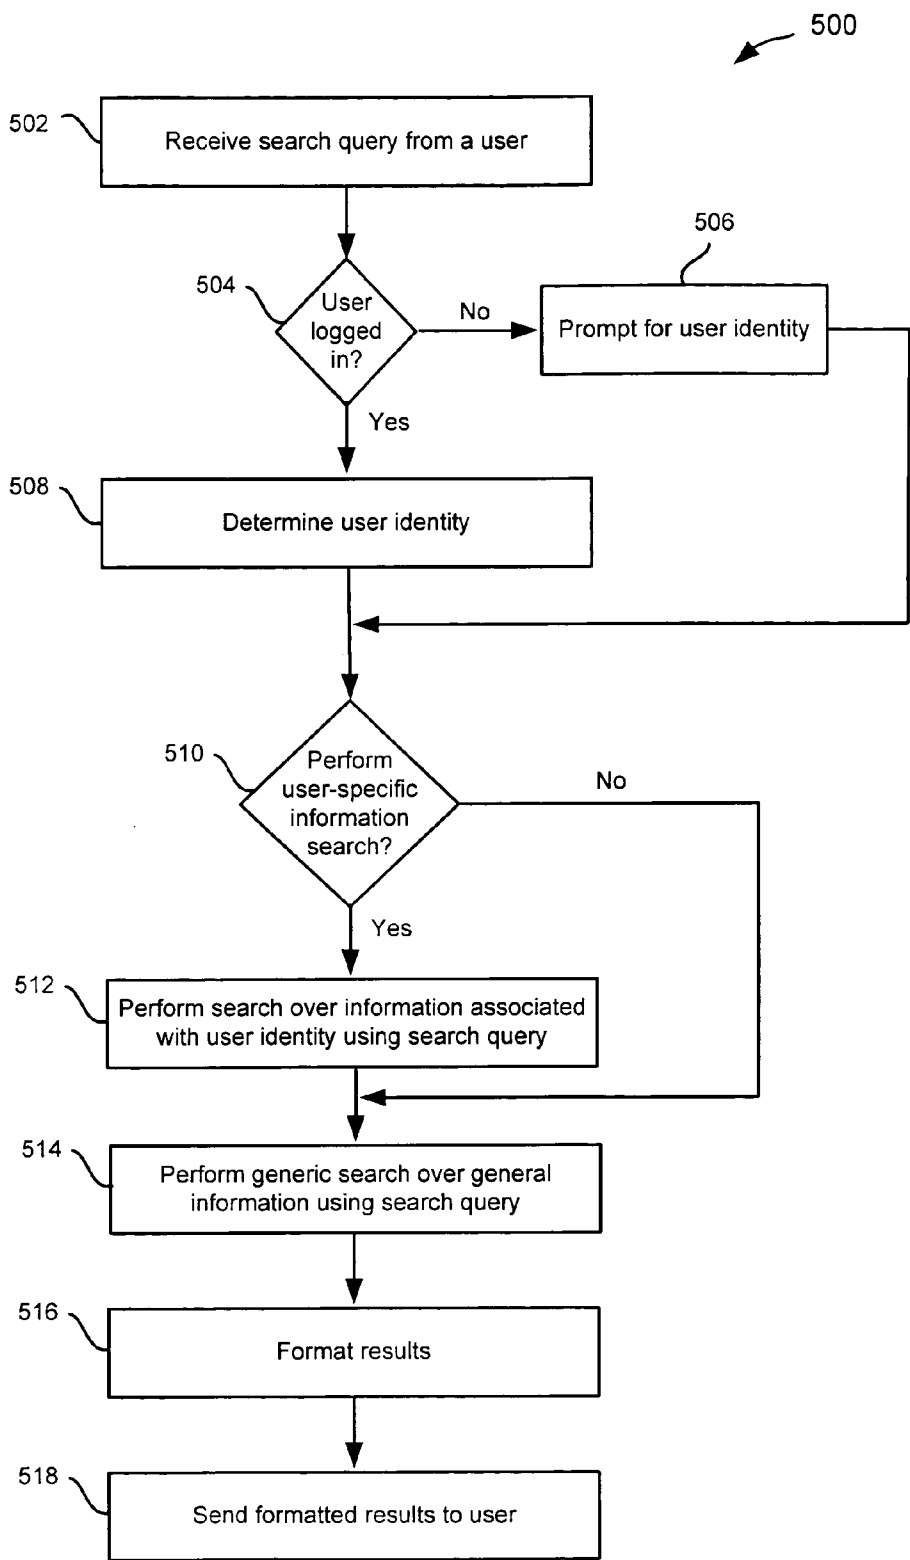 500
502
Receive search query from a user
506
504
User
logged
in?
No
Prompt for user identity
Yes
508
Determine user identity
510
Perform
user-specific
information
search?
No
Yes
512
Perform search over information associated
with user identity using search query
514
Perform generic search over general
information using search query
516
Format results
518
Send formatted results to user